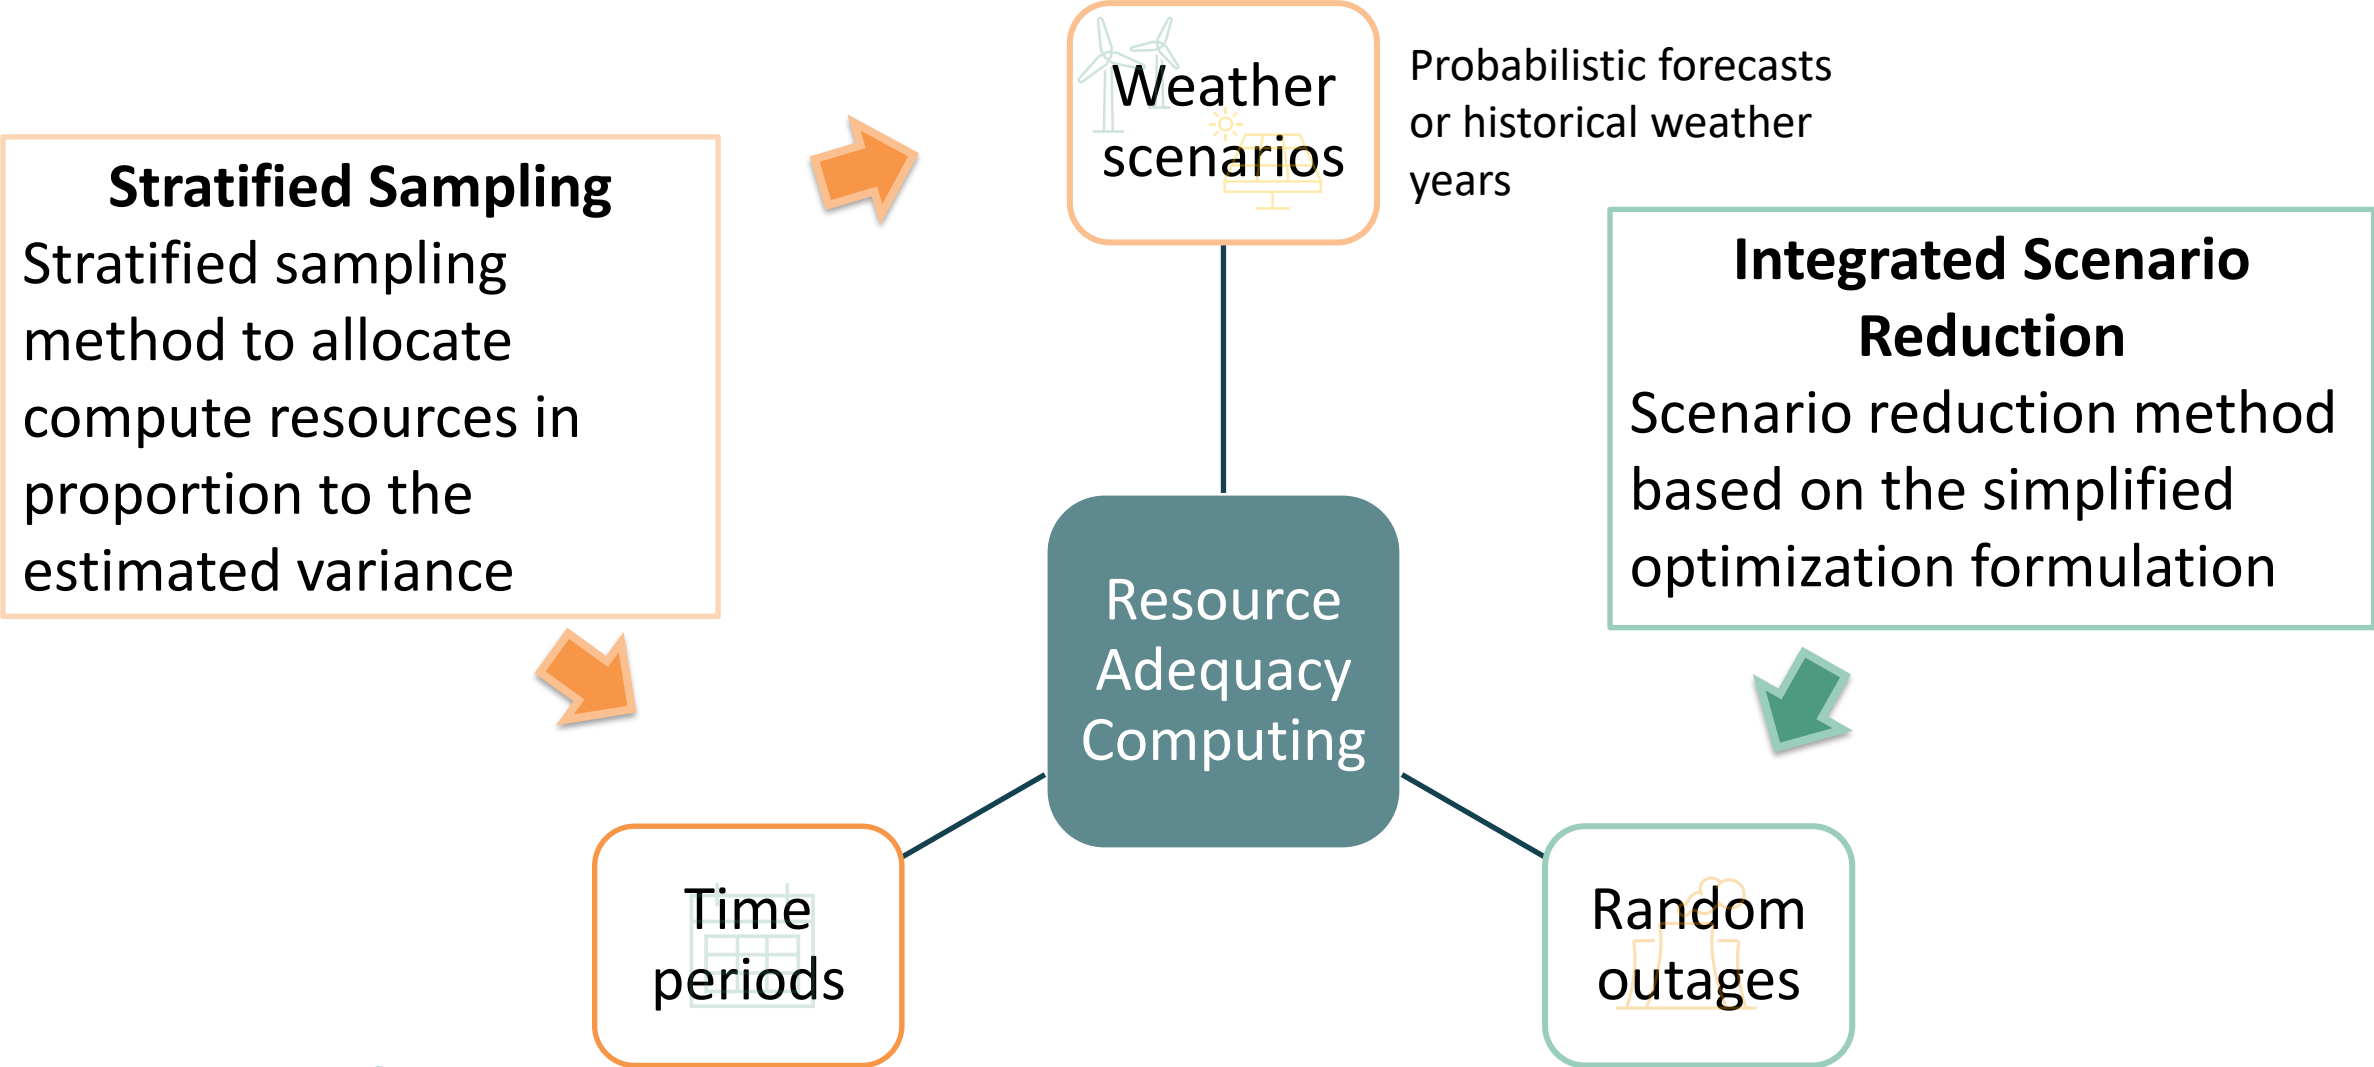 Stratified Sampling
Stratified sampling
method to allocate
compute resources in
proportion to the
estimated variance
Weather
scenarios
Probabilistic forecasts
or historical weather
years
Integrated Scenario
Reduction
Scenario reduction method
based on the simplified
optimization formulation
Resource
Adequacy
Computing
Time
periods
Random
outages